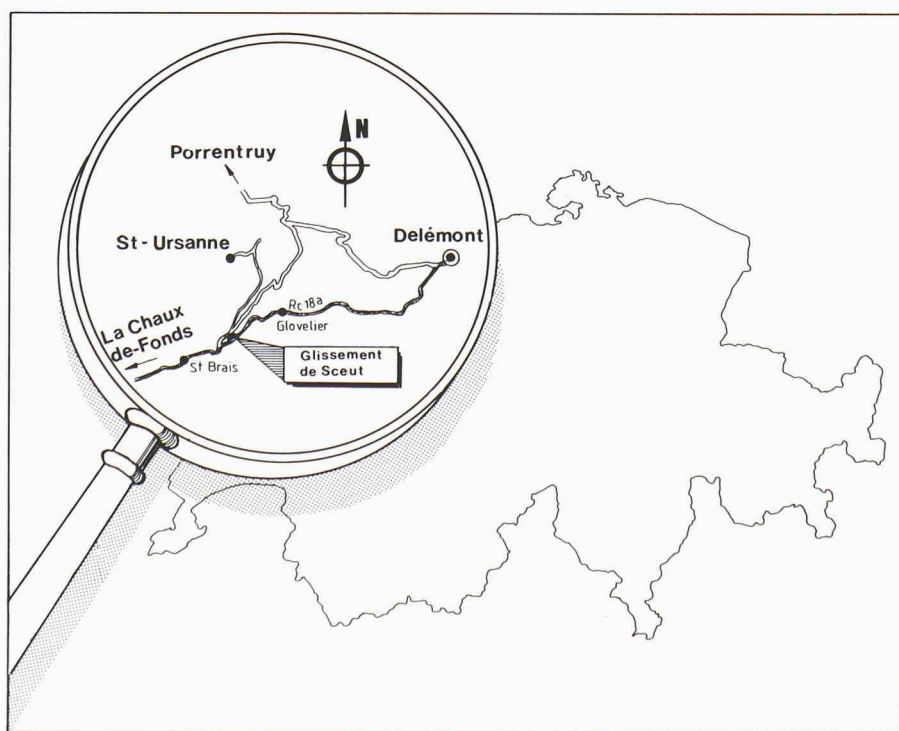 N
Porrentruy
St-Ursanne
Delémont
Rc 18a
Glovelier
La Chaux
de-Fonds
St Brais
Glissement
de Sceut